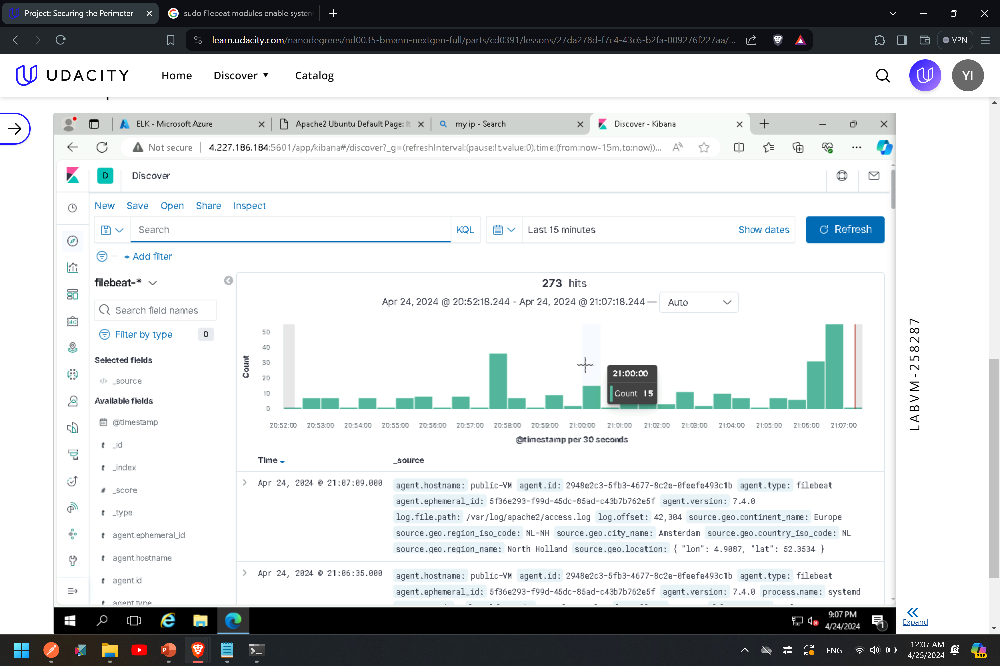 Project: Securing the Perimeter
sudo filebeat modules enable system
learn.udacity.com/nanodegrees/nd0035-bmann-nextgen-full/parts/cd0391/lessons/27da278d-f7c4-43c6-b2fa-009276f227aa/...
VPN
UDACITY
Home
Discover
Catalog
YI
ELK - Microsoft Azure
Apache2 Ubuntu Default Page: It
my ip - Search
Discover - Kibana
Not secure
4.227.186.184:5601/app/kibana#/discover?_g=(refreshInterval:(pause:!t,value:0),time:(from:now-15m,to:now))...
D
Discover
New
Save
Open
Share
Inspect
Search
KQL
Last 15 minutes
Show dates
Refresh
+ Add filter
filebeat-*
273 hits
Apr 24, 2024 @ 20:52:18.244 - Apr 24, 2024 @ 21:07:18.244 —
Auto
Search field names
Filter by type
0
Selected fields
_source
Available fields
@timestamp
t _id
t _index
# _score
t _type
t agent.ephemeral_id
t agent.hostname
t agent.id
t agent.type
Count
50
40
30
20
10
0
21:00:00
Count 15
20:52:00 20:53:00 20:54:00 20:55:00 20:56:00 20:57:00 20:58:00 20:59:00 21:00:00 21:01:00 21:02:00 21:03:00 21:04:00 21:05:00 21:06:00 21:07:00
@timestamp per 30 seconds
Time
_source
Apr 24, 2024 @ 21:07:09.000
agent.hostname: public-VM agent.id: 2948e2c3-5fb3-4677-8c2e-0feefe493c1b agent.type: filebeat
agent.ephemeral_id: 5f36e293-f99d-45dc-85ad-c43b7b762e5f agent.version: 7.4.0
log.file.path: /var/log/apache2/access.log log.offset: 42,304 source.geo.continent_name: Europe
source.geo.region_iso_code: NL-NH source.geo.city_name: Amsterdam source.geo.country_iso_code: NL
source.geo.region_name: North Holland source.geo.location: { "lon": 4.9087, "lat": 52.3534 }
Apr 24, 2024 @ 21:06:35.000
agent.hostname: public-VM agent.id: 2948e2c3-5fb3-4677-8c2e-0feefe493c1b agent.type: filebeat
agent.ephemeral_id: 5f36e293-f99d-45dc-85ad-c43b7b762e5f agent.version: 7.4.0 process.name: systemd
LABVM-258287
Expand
9:07 PM
4/24/2024
1
ENG
12:07 AM
4/25/2024
PRE